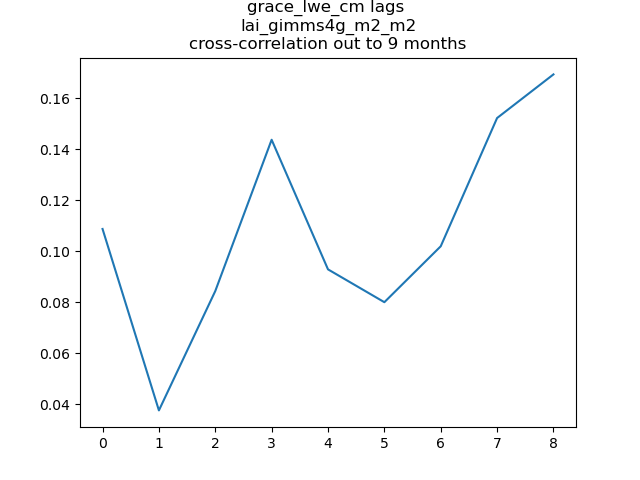 grace_lwe_cm lags
lai_gimms4g_m2_m2
cross-correlation out to 9 months
0.16
0.14
0.12
0.10
0.08
0.06
0.04
0 1 2 3 4 5 6 7 8